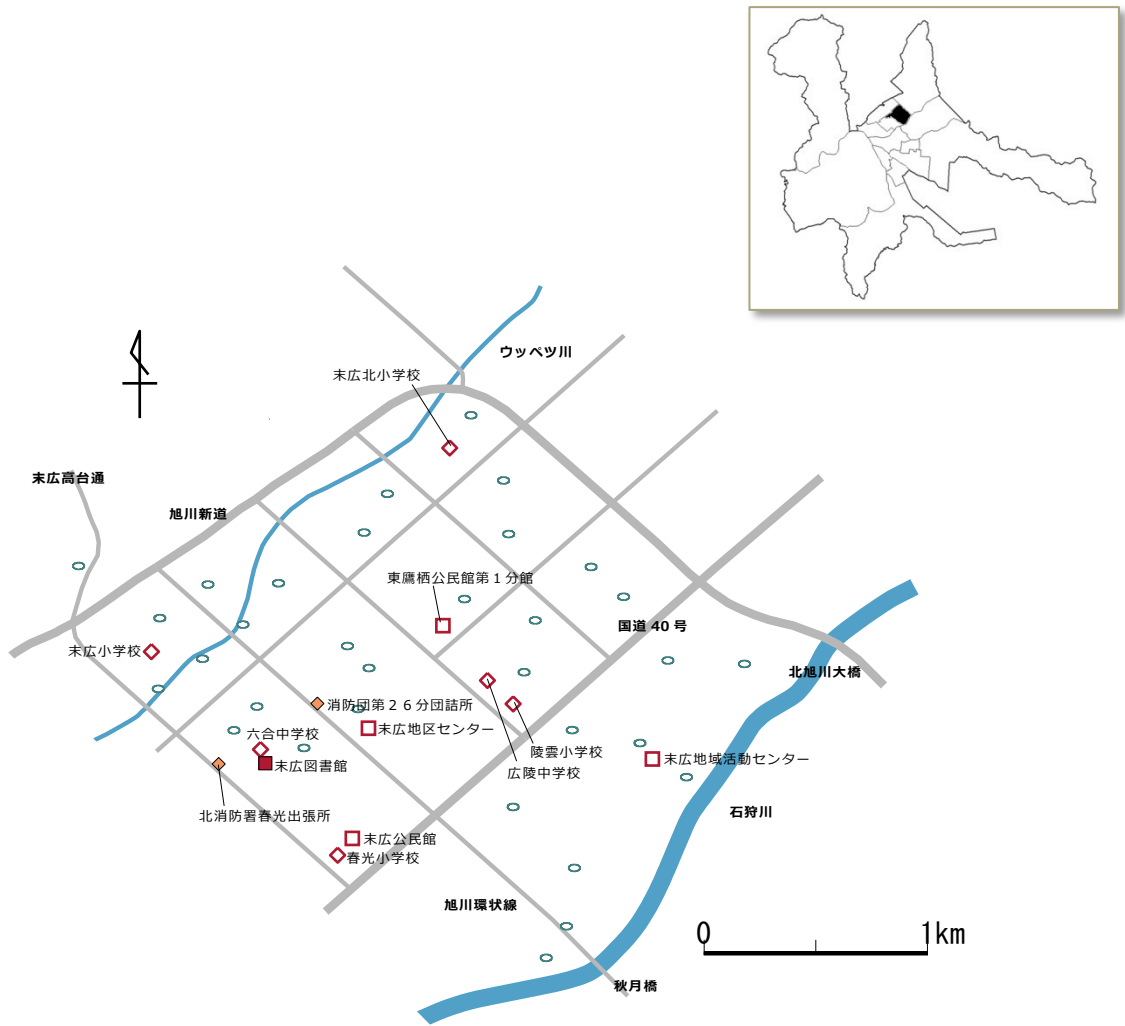 ウッペツ川
末広北小学校
末広高台通
旭川新道
東鷹栖公民館第１分館
国道 40 号
末広小学校
北旭川大橋
消防団第２６分団詰所
末広地区センター
六合中学校
陵雲小学校
末広地域活動センター
末広図書館
広陵中学校
北消防署春光出張所
石狩川
末広公民館
春光小学校
旭川環状線
0 1km
秋月橋